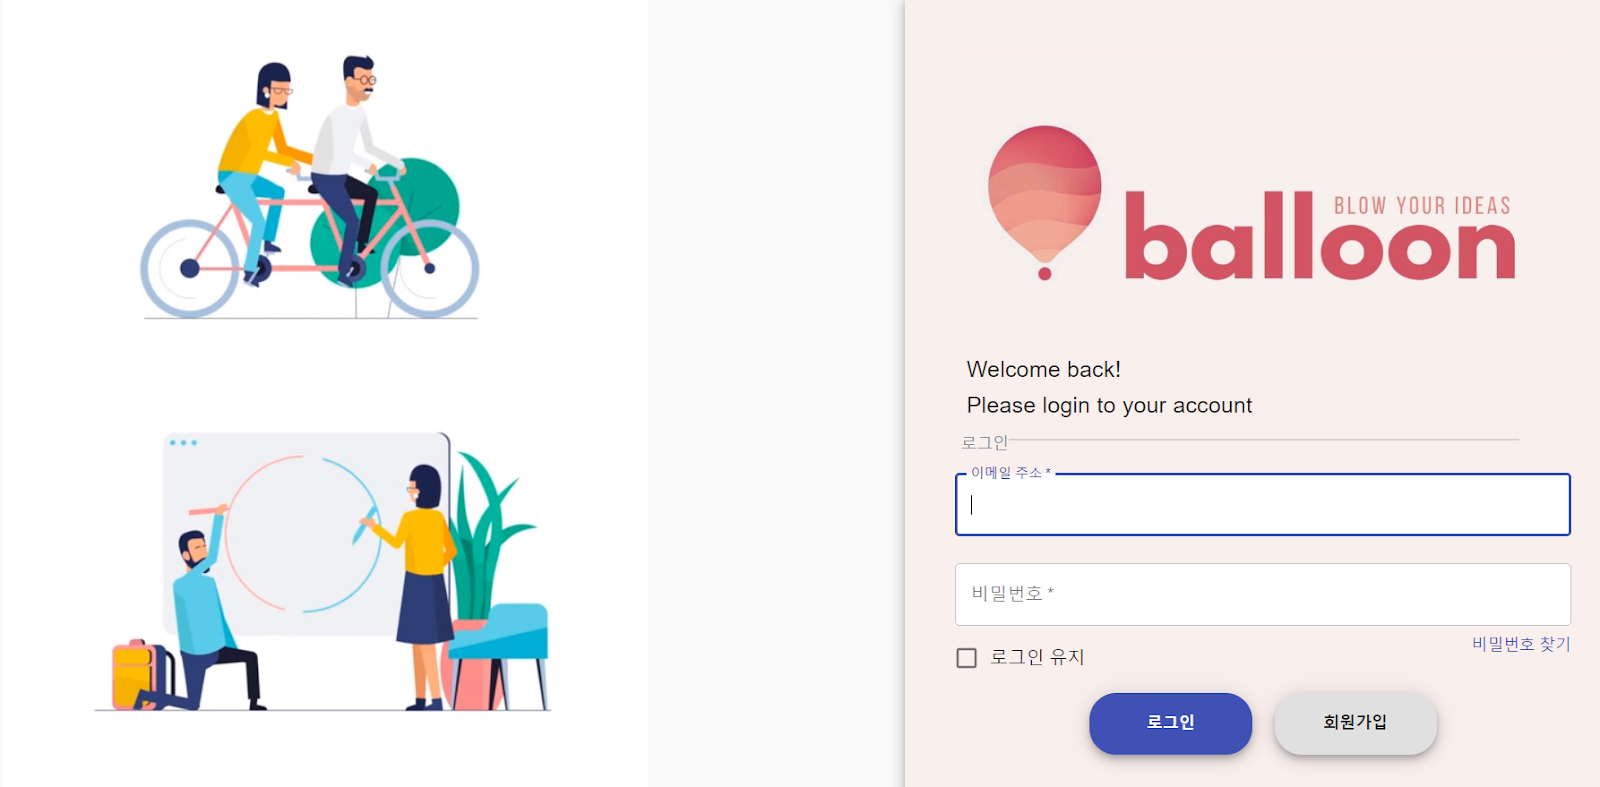 BLOW YOUR IDEAS
balloon
Welcome back!
Please login to your account
로그인
이메일 주소 *
비밀번호 *
비밀번호 찾기
로그인 유지
로그인
회원가입